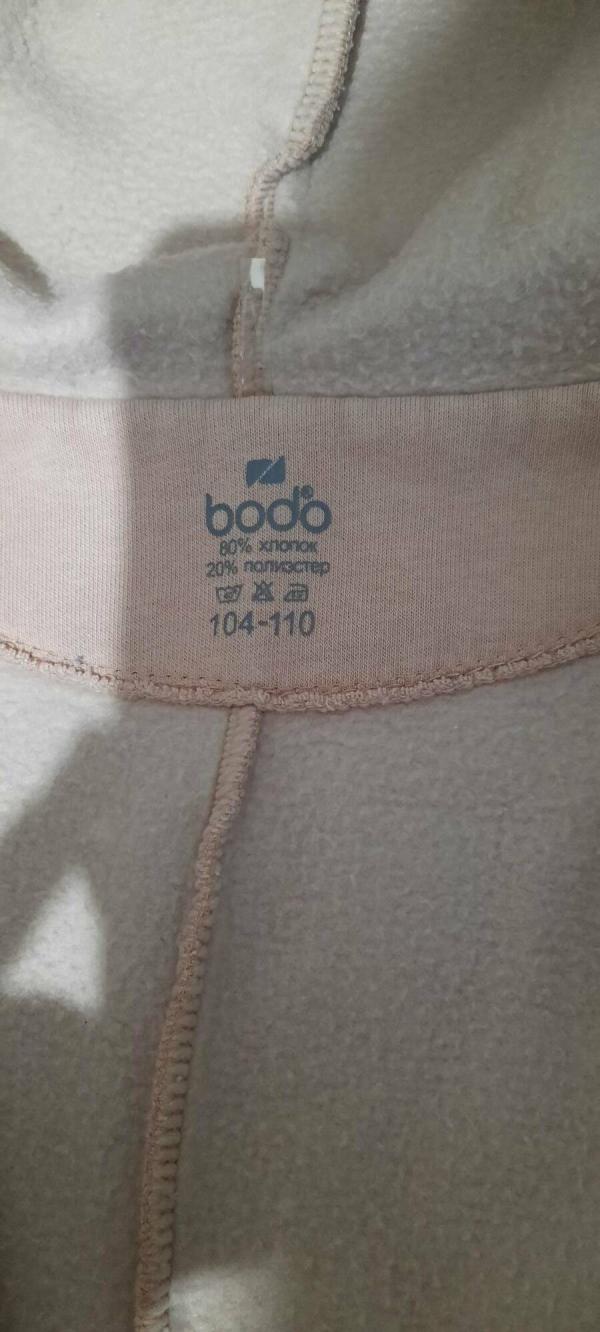 bodo®
80% хлопок
20% полиэстер
104-110